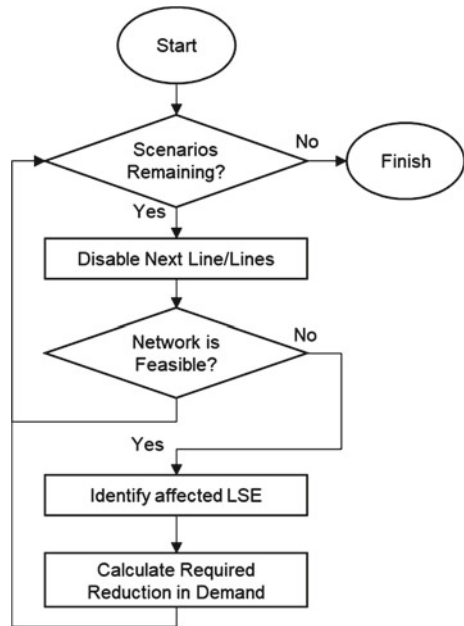 Start
Scenarios
Remaining?
No
Finish
Yes
Disable Next Line/Lines
Network is
Feasible?
No
Yes
Identify affected LSE
Calculate Required
Reduction in Demand